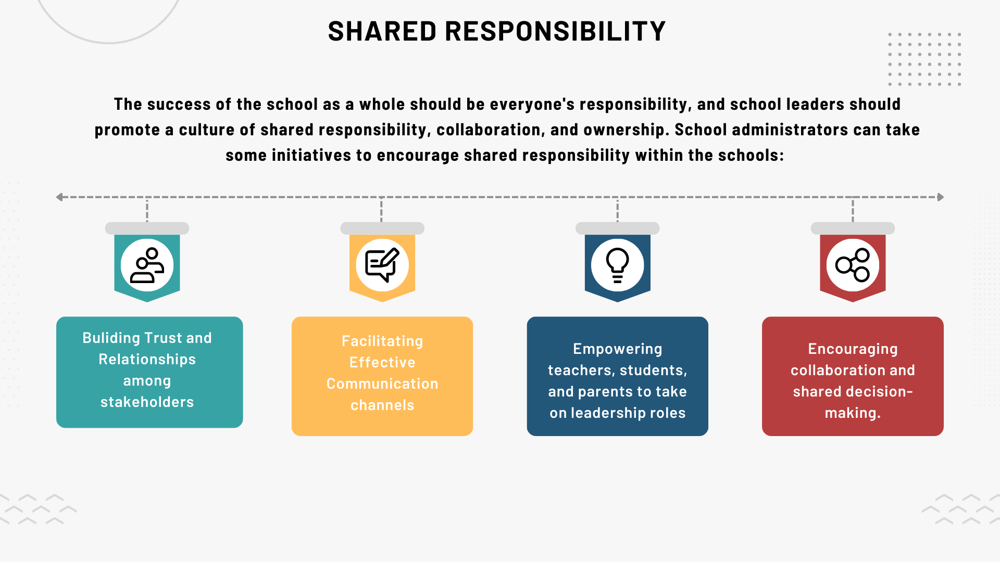 SHARED RESPONSIBILITY
The success of the school as a whole should be everyone's responsibility, and school leaders should
promote a culture of shared responsibility, collaboration, and ownership. School administrators can take
some initiatives to encourage shared responsibility within the schools:
Buliding Trust and
Relationships
among
stakeholders
Facilitating
Effective
Communication
channels
Empowering
teachers, students,
and parents to take
on leadership roles
Encouraging
collaboration and
shared decision-
making.